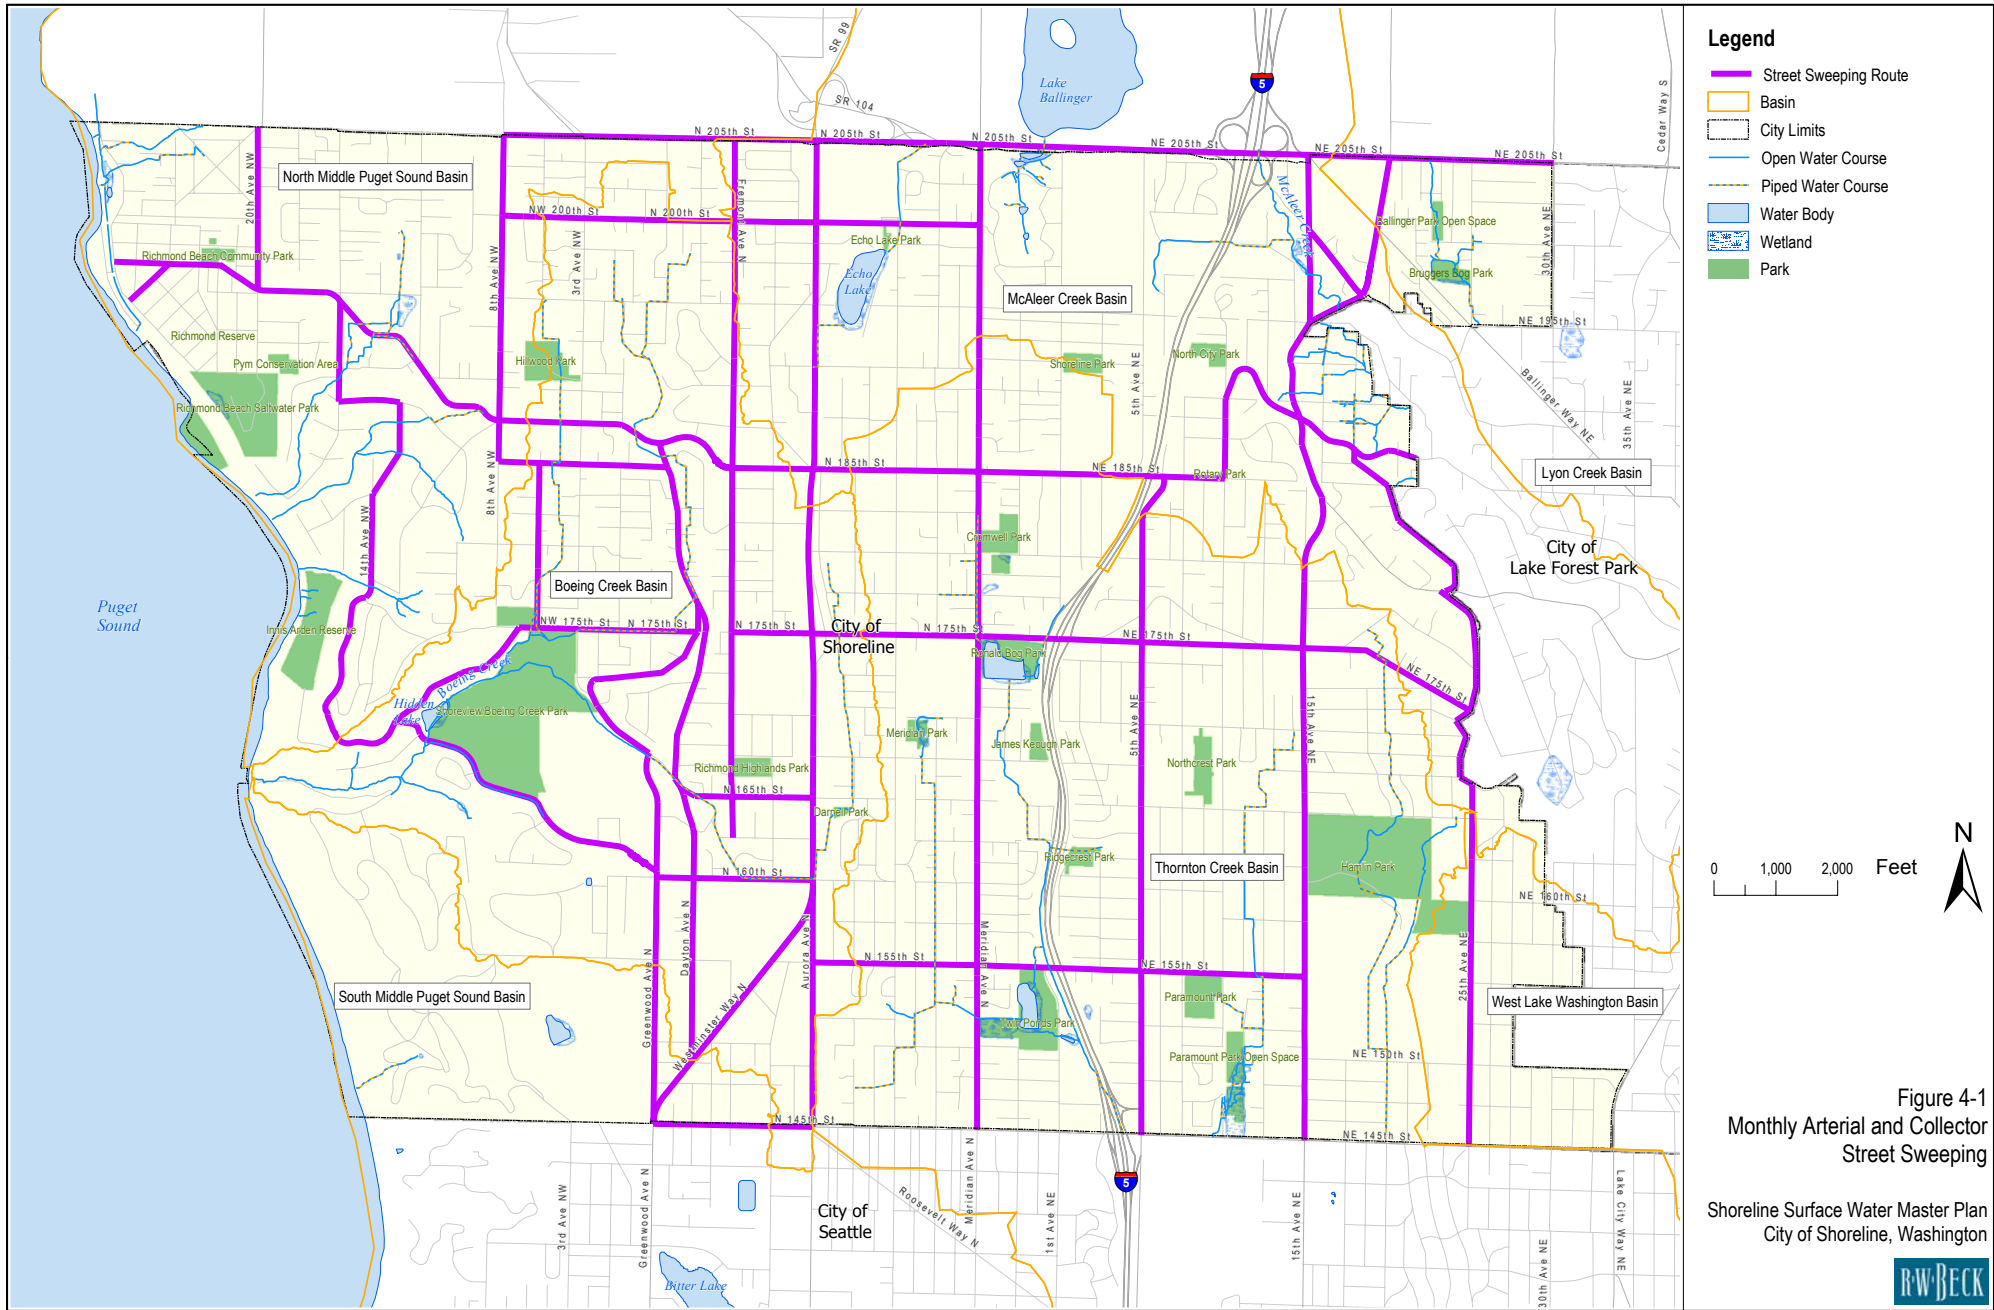 SR 99
Lake
Ballinger
5
SR 104
Cedar Way S
N 205th St
N 205th St
N 205th St
NE 205th St
NE 205th St
NE 205th St
20th Ave NW
North Middle Puget Sound Basin
Fremont Ave N
McAleer Creek
NW 200th St
N 200th St
Ballinger Park Open Space
30th Ave NE
3rd Ave NW
8th Ave NW
Echo Lake Park
Richmond Beach Community Park
Echo
Lake
Bruggers Bog Park
McAleer Creek Basin
NE 195th St
Richmond Reserve
Pym Conservation Area
Hillwood Park
Shoreline Park
North City Park
5th Ave NE
Ballinger Way NE
35th Ave NE
Richmond Beach Saltwater Park
8th Ave NW
N 185th St
NE 185th St
Rotary Park
Lyon Creek Basin
14th Ave NW
Cromwell Park
City of
Lake Forest Park
Boeing Creek Basin
Puget
Sound
Innis Arden Reserve
NW 175th St
N 175th St
N 175th St
City of
Shoreline
N 175th St
NE 175th St
Ronald Bog Park
NE 175th St
Boeing Creek
Hidden
Lake
Shoreview/Boeing Creek Park
Meridian Park
James Keough Park
5th Ave NE
15th Ave NE
Northcrest Park
Richmond Highlands Park
N 165th St
Darnell Park
Ridgecrest Park
Thornton Creek Basin
Hamlin Park
N 160th St
NE 160th St
Dayton Ave N
Aurora Ave N
Meridian Ave N
Greenwood Ave N
25th Ave NE
N 155th St
NE 155th St
South Middle Puget Sound Basin
Westminster Way N
Paramount Park
West Lake Washington Basin
Twin Ponds Park
Paramount Park Open Space
NE 150th St
N 145th St
NE 145th St
5
3rd Ave NW
Greenwood Ave N
City of
Seattle
Roosevelt Way N
Meridian Ave N
1st Ave NE
15th Ave NE
30th Ave NE
Lake City Way NE
Bitter Lake
Legend
Street Sweeping Route
Basin
City Limits
Open Water Course
Piped Water Course
Water Body
Wetland
Park
N
0 1,000 2,000 Feet
Figure 4-1
Monthly Arterial and Collector
Street Sweeping
Shoreline Surface Water Master Plan
City of Shoreline, Washington
R·W·BECK